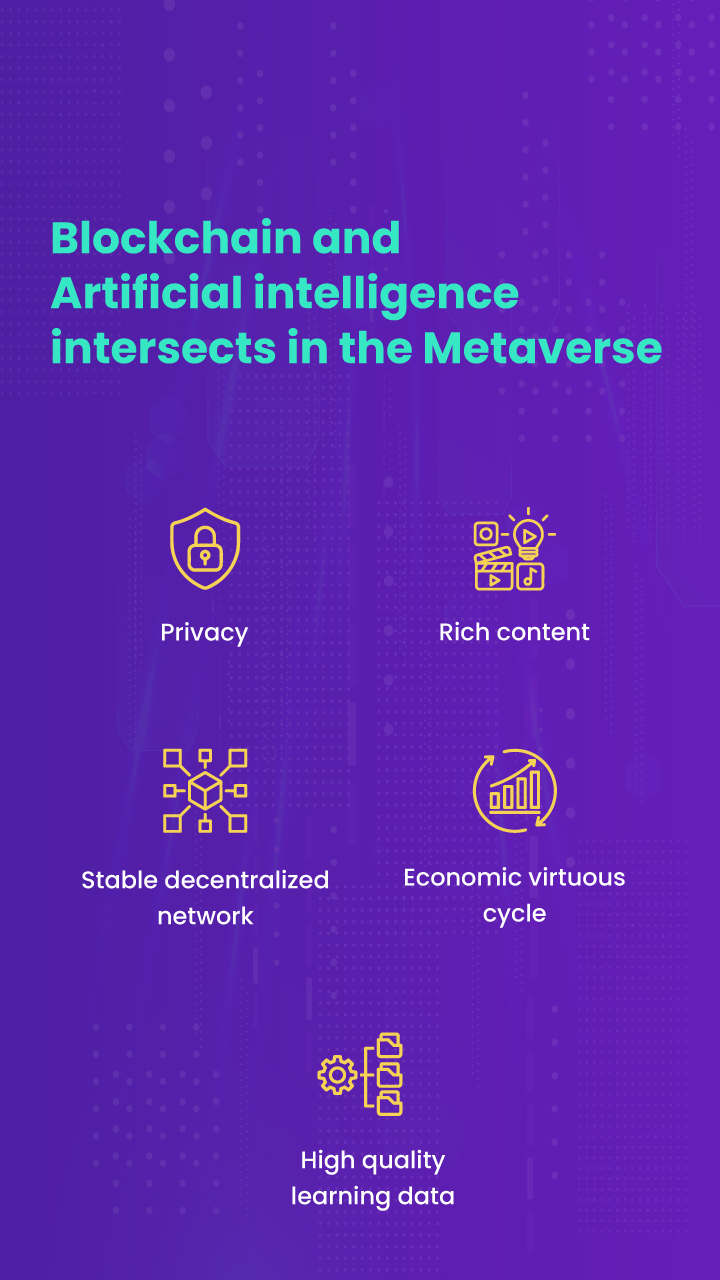 Blockchain and
Artificial intelligence
intersects in the Metaverse
Privacy
Rich content
Stable decentralized
network
Economic virtuous
cycle
High quality
learning data